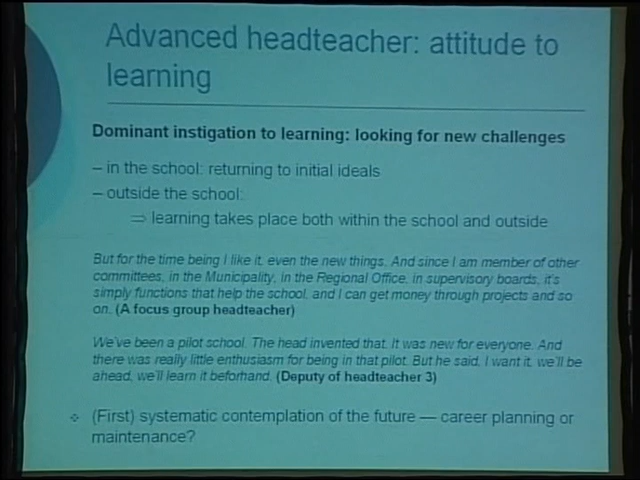 Advanced headteacher: attitude to
learning
Dominant instigation to learning: looking for new challenges
– in the school: returning to initial ideals
– outside the school:
⇒ learning takes place both within the school and outside
But for the time being I like it, even the new things. And since I am member of other
committees, in the Municipality, in the Regional Office, in supervisory boards, it's
simply functions that help the school, and I can get money through projects and so
on. (A focus group headteacher)
We've been a pilot school. The head invented that. It was new for everyone. And
there was really little enthusiasm for being in that pilot. But he said, I want it, we'll be
ahead, we'll learn it beforhand. (Deputy of headteacher 3)
❖ (First) systematic contemplation of the future — career planning or
maintenance?